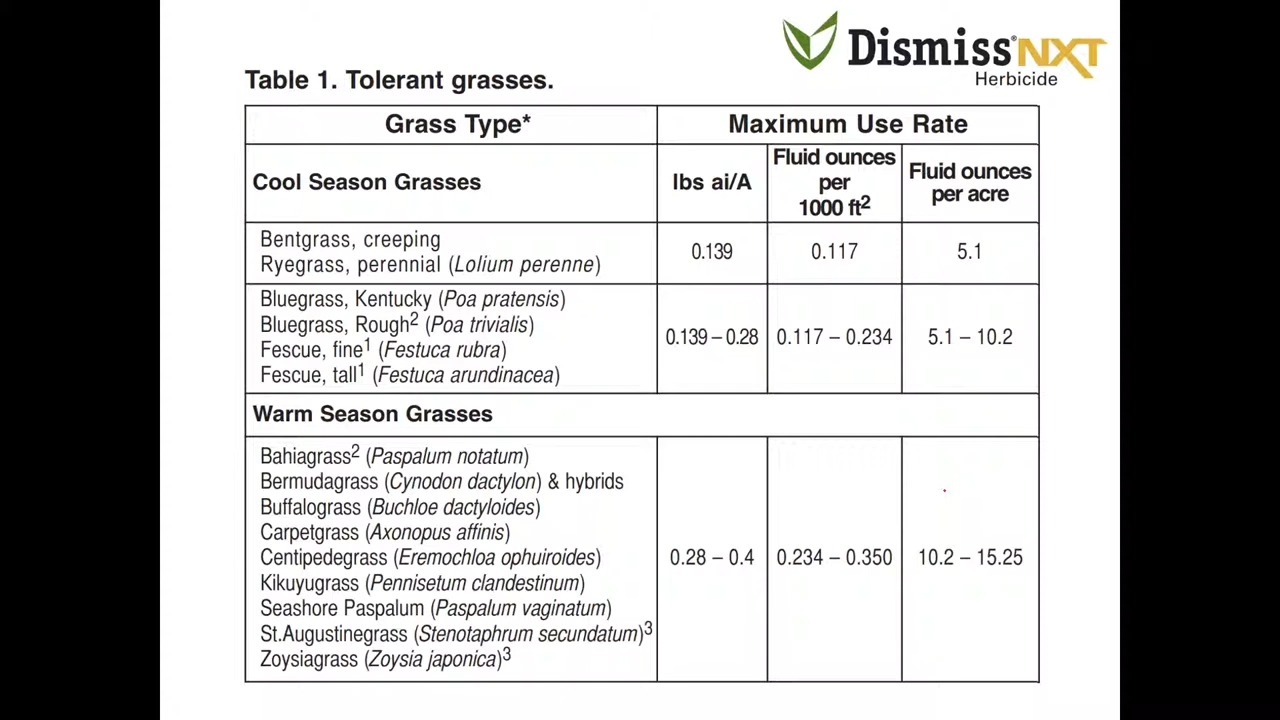 Dismiss® NXT
Herbicide
Table 1. Tolerant grasses.
Grass Type* Maximum Use Rate
Cool Season Grasses lbs ai/A Fluid ounces per 1000 ft² Fluid ounces per acre
Bentgrass, creeping
Ryegrass, perennial (Lolium perenne)
0.139 0.117 5.1
Bluegrass, Kentucky (Poa pratensis)
Bluegrass, Rough² (Poa trivialis)
Fescue, fine¹ (Festuca rubra)
Fescue, tall¹ (Festuca arundinacea)
0.139 – 0.28 0.117 – 0.234 5.1 – 10.2
Warm Season Grasses
Bahiagrass² (Paspalum notatum)
Bermudagrass (Cynodon dactylon) & hybrids
Buffalograss (Buchloe dactyloides)
Carpetgrass (Axonopus affinis)
Centipedegrass (Eremochloa ophuiroides)
Kikuyugrass (Pennisetum clandestinum)
Seashore Paspalum (Paspalum vaginatum)
St.Augustinegrass (Stenotaphrum secundatum)³
Zoysiagrass (Zoysia japonica)³
0.28 – 0.4 0.234 – 0.350 10.2 – 15.25